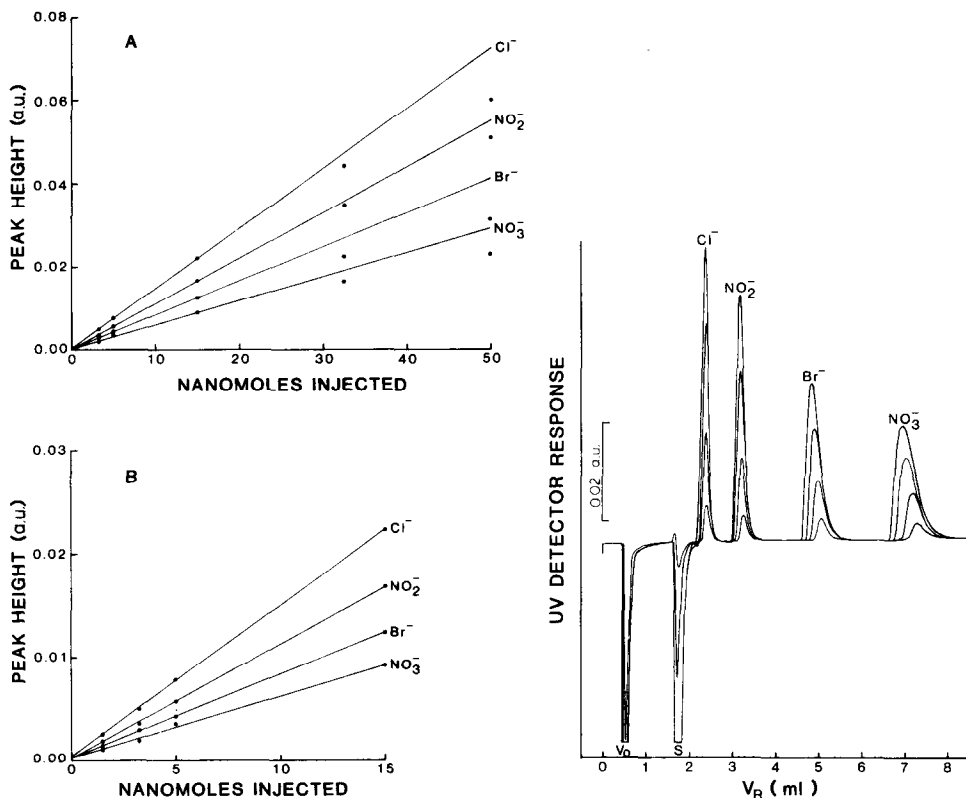 A
PEAK HEIGHT (a.u.)
0.08
0.06
0.04
0.02
0.00
Cl⁻
NO₂⁻
Br⁻
NO₃⁻
0 10 20 30 40 50
NANOMOLES INJECTED
B
PEAK HEIGHT (a.u.)
0.03
0.02
0.01
0.00
Cl⁻
NO₂⁻
Br⁻
NO₃⁻
0 5 10 15
NANOMOLES INJECTED
UV DETECTOR RESPONSE
0.02 a.u.
Cl⁻
NO₂⁻
Br⁻
NO₃⁻
V₀
S
0 1 2 3 4 5 6 7 8
V_R (ml)